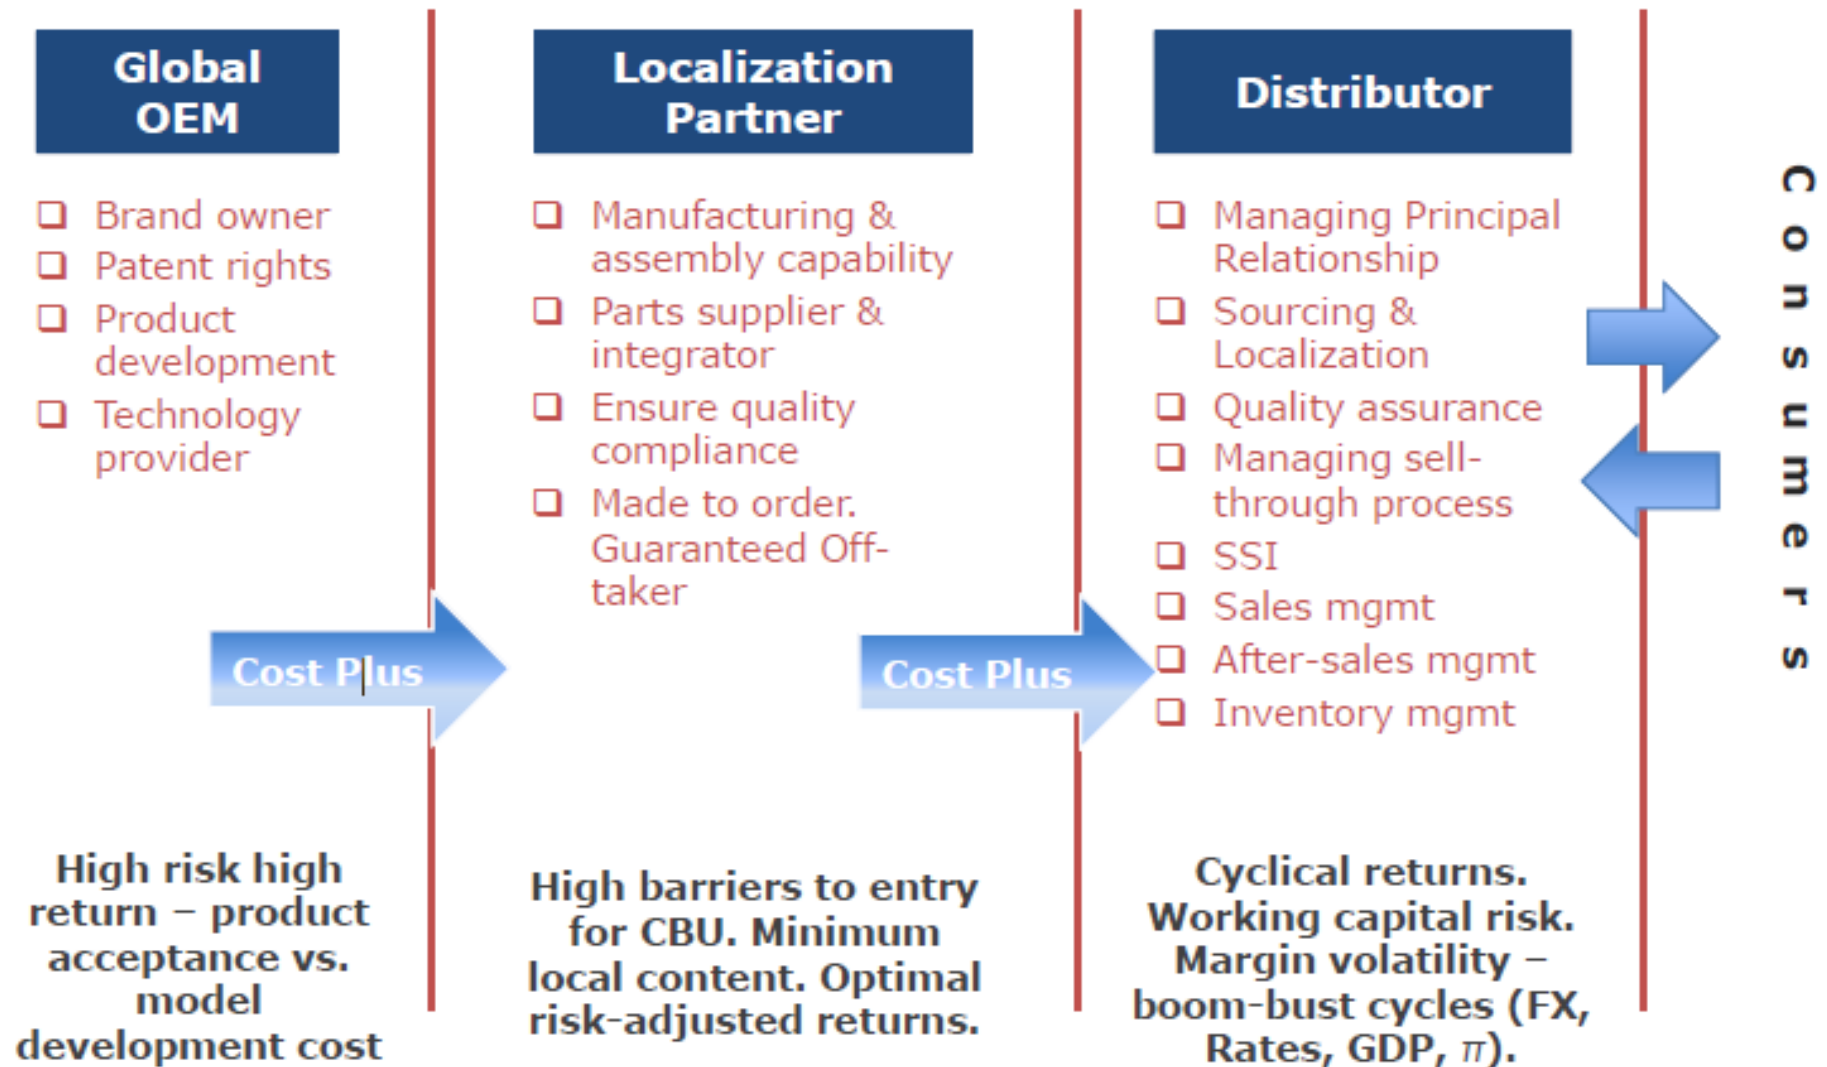 Global
OEM
❑ Brand owner
❑ Patent rights
❑ Product
development
❑ Technology
provider
Cost Plus
High risk high
return – product
acceptance vs.
model
development cost
Localization
Partner
❑ Manufacturing &
assembly capability
❑ Parts supplier &
integrator
❑ Ensure quality
compliance
❑ Made to order.
Guaranteed Off-
taker
Cost Plus
High barriers to entry
for CBU. Minimum
local content. Optimal
risk-adjusted returns.
Distributor
❑ Managing Principal
Relationship
❑ Sourcing &
Localization
❑ Quality assurance
❑ Managing sell-
through process
❑ SSI
❑ Sales mgmt
❑ After-sales mgmt
❑ Inventory mgmt
Cyclical returns.
Working capital risk.
Margin volatility –
boom-bust cycles (FX,
Rates, GDP, π).
Consumers